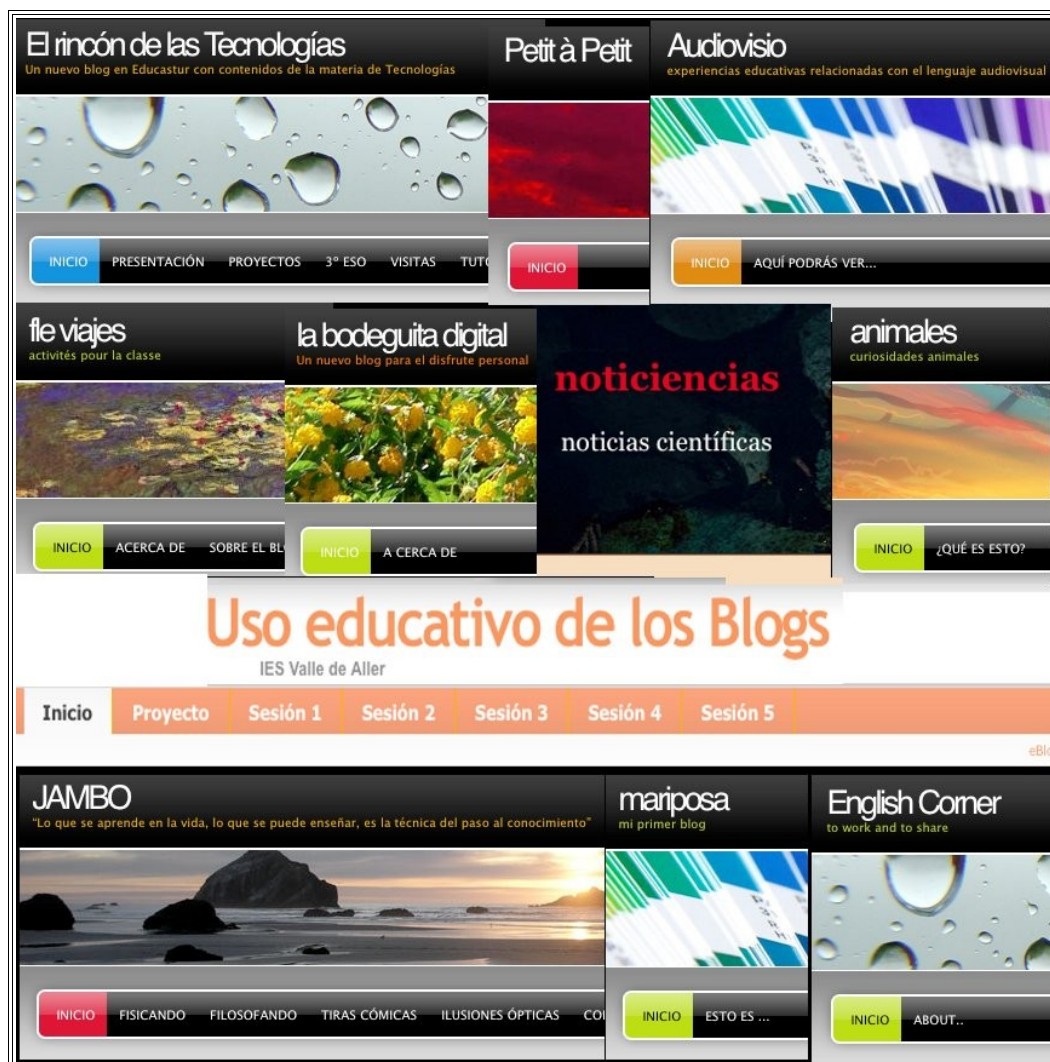 El rincón de las Tecnologías
Un nuevo blog en Educastur con contenidos de la materia de Tecnologías
INICIO PRESENTACIÓN PROYECTOS 3º ESO VISITAS
Petit à Petit
INICIO
Audiovisio
experiencias educativas relacionadas con el lenguaje audiovisual
INICIO AQUÍ PODRÁS VER...
fle viajes
activités pour la classe
INICIO ACERCA DE SOBRE EL
la bodeguita digital
Un nuevo blog para el disfrute personal
INICIO A CERCA DE
noticiencias
noticias científicas
animales
curiosidades animales
INICIO ¿QUÉ ES ESTO?
Uso educativo de los Blogs
IES Valle de Aller
Inicio Proyecto Sesión 1 Sesión 2 Sesión 3 Sesión 4 Sesión 5
JAMBO
“Lo que se aprende en la vida, lo que se puede enseñar, es la técnica del paso al conocimiento”
INICIO FISICANDO FILOSOFANDO TIRAS CÓMICAS ILUSIONES ÓPTICAS
mariposa
mi primer blog
INICIO ESTO ES ...
English Corner
to work and to share
INICIO ABOUT..